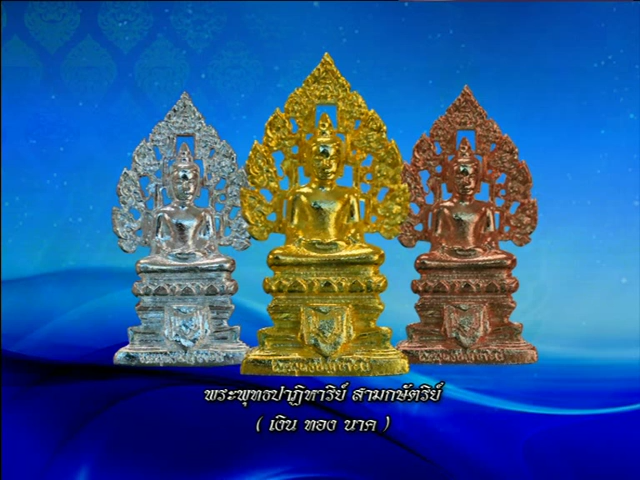 พระพุทธปาฏิหาริย์ สามกษัตริย์
( เงิน ทอง นาค )